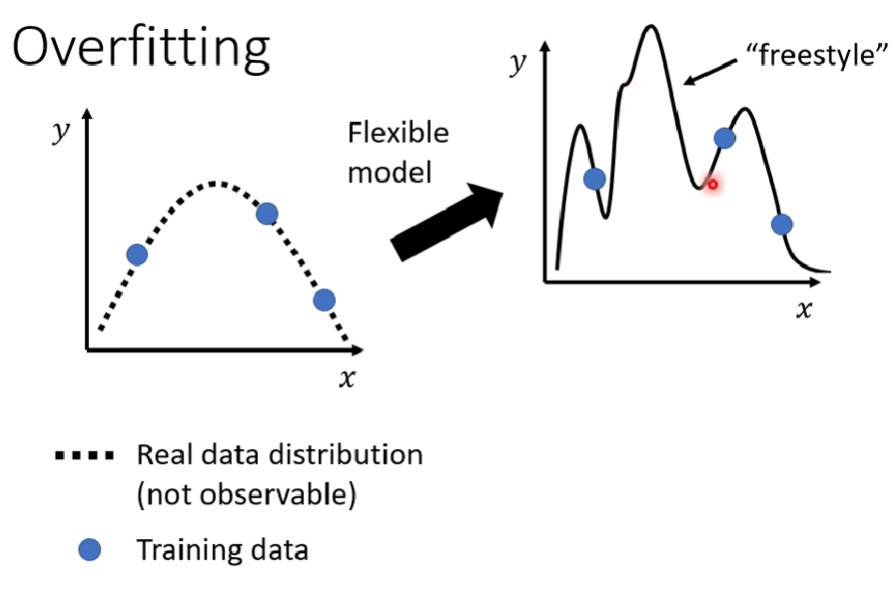 Overfitting
y
x
Flexible
model
y
"freestyle"
x
Real data distribution
(not observable)
Training data